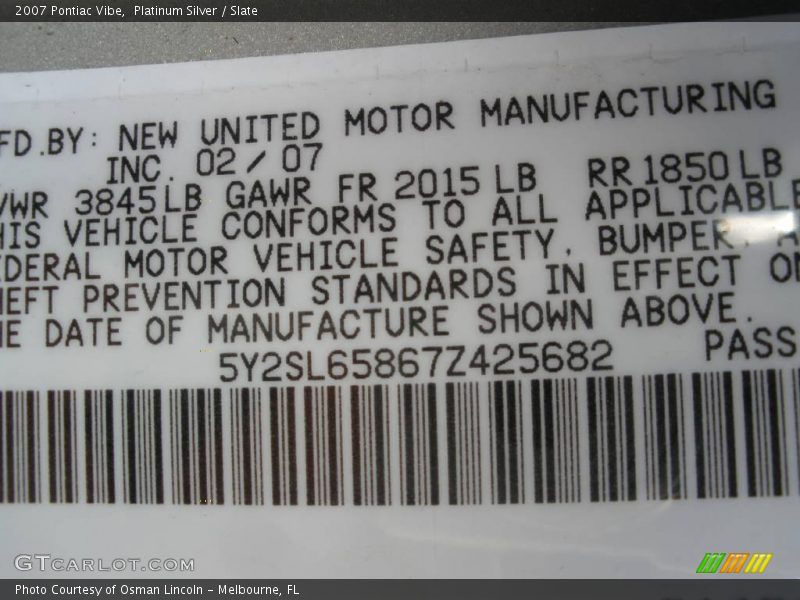 2007 Pontiac Vibe, Platinum Silver / Slate
FD.BY: NEW UNITED MOTOR MANUFACTURING
INC. 02/07
VWR 3845LB GAWR FR 2015 LB RR 1850 LB
HIS VEHICLE CONFORMS TO ALL APPLICABLE
EDERAL MOTOR VEHICLE SAFETY, BUMPER, A
HEFT PREVENTION STANDARDS IN EFFECT ON
HE DATE OF MANUFACTURE SHOWN ABOVE.
5Y2SL65867Z425682 PASS
GTCARLOT.COM
Photo Courtesy of Osman Lincoln - Melbourne, FL